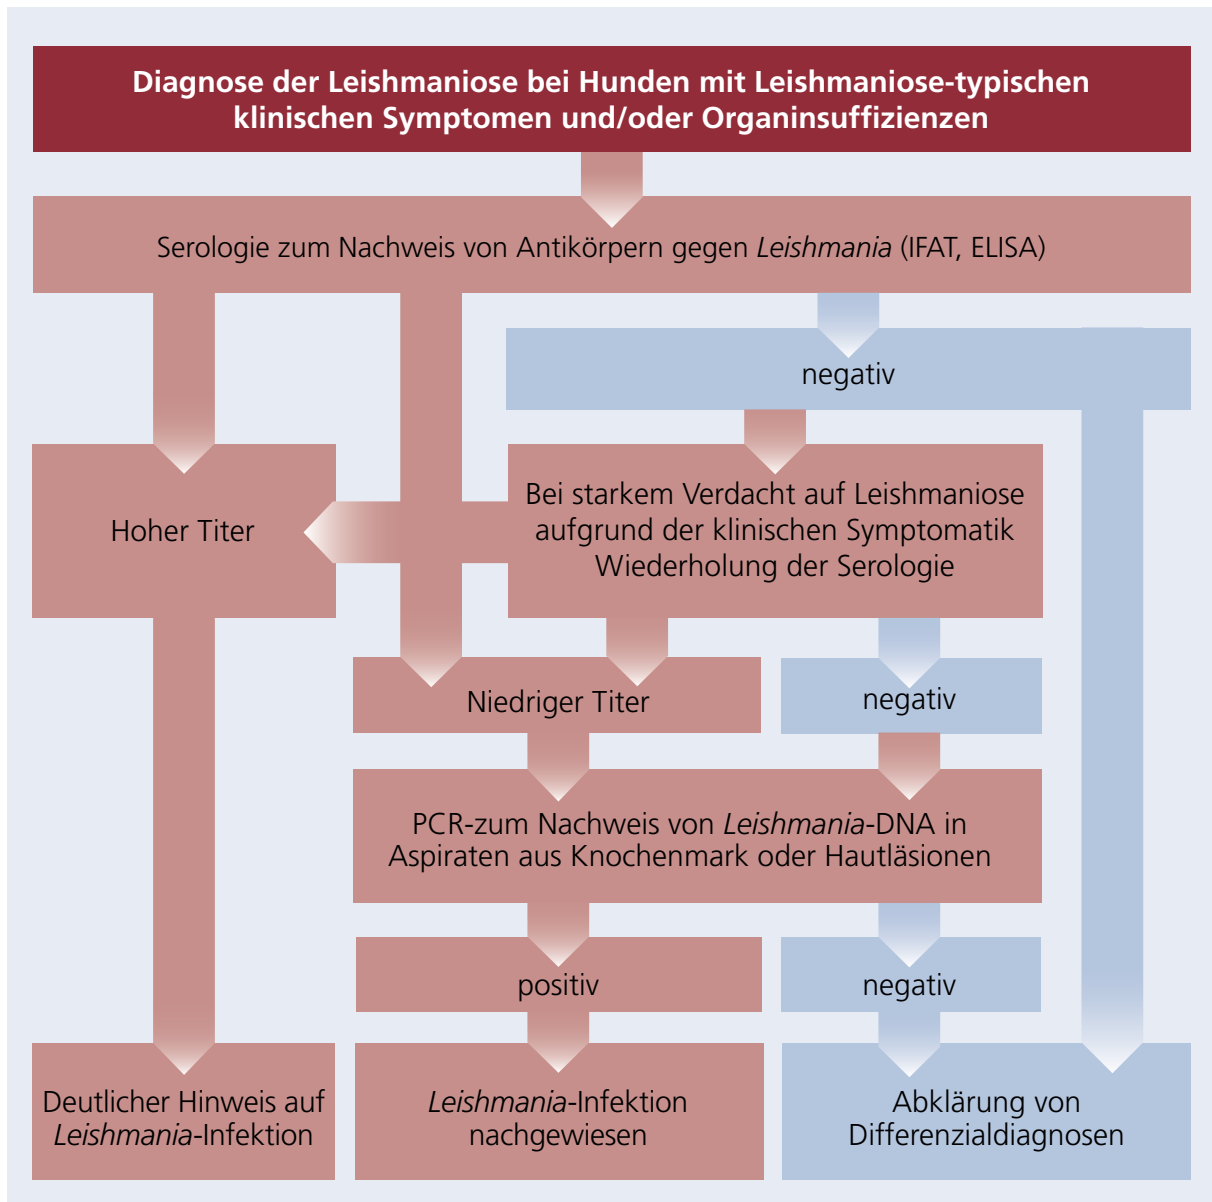 Diagnose der Leishmaniose bei Hunden mit Leishmaniose-typischen
klinischen Symptomen und/oder Organinsuffizienzen
Serologie zum Nachweis von Antikörpern gegen Leishmania (IFAT, ELISA)
negativ
Hoher Titer
Bei starkem Verdacht auf Leishmaniose
aufgrund der klinischen Symptomatik
Wiederholung der Serologie
Niedriger Titer
negativ
PCR-zum Nachweis von Leishmania-DNA in
Aspiraten aus Knochenmark oder Hautläsionen
positiv
negativ
Deutlicher Hinweis auf
Leishmania-Infektion
Leishmania-Infektion
nachgewiesen
Abklärung von
Differenzialdiagnosen